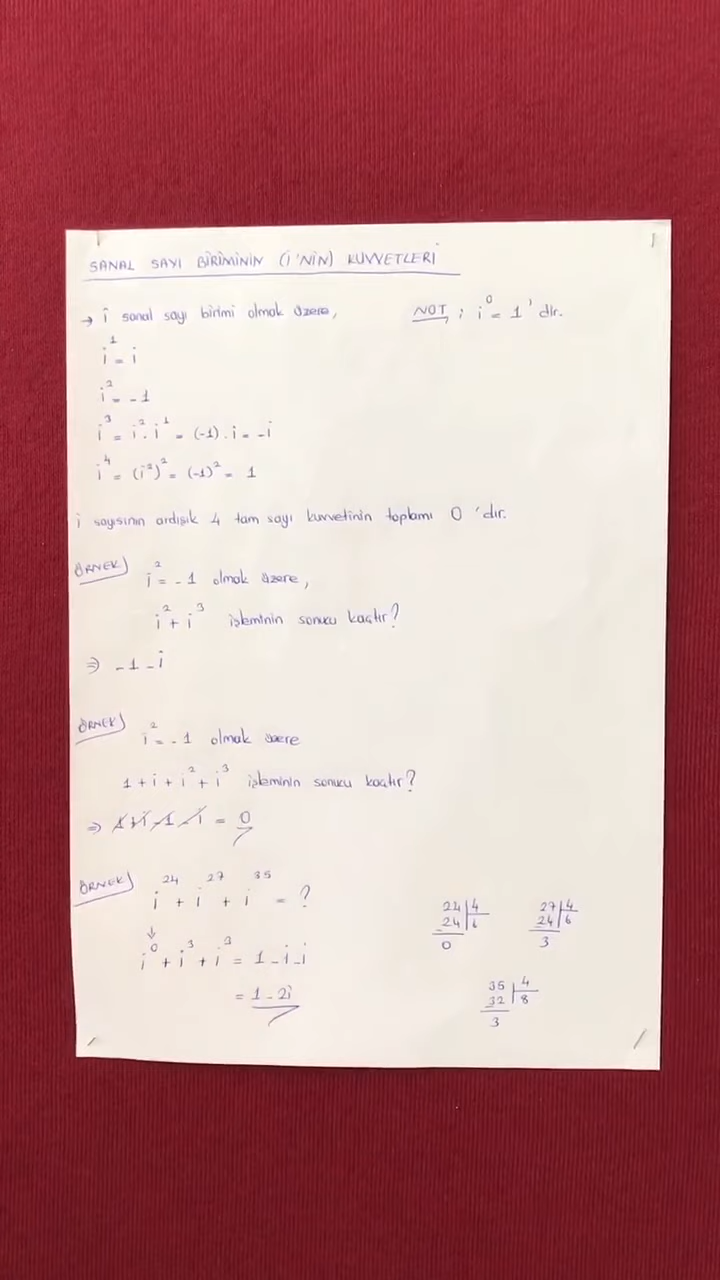 SANAL SAYI BİRİMİNİN (İ'NİN) KUVVETLERİ
→ i sanal sayı birimi olmak üzere, NOT ; i⁰ = 1' dir.
i¹ = i
i² = -1
i³ = i² . i¹ = (-1) . i = -i
i⁴ = (i²)² = (-1)² = 1
i sayısının ardışık 4 tam sayı kuvvetinin toplamı 0 'dır.
ÖRNEK) i² = -1 olmak üzere,
i² + i³ işleminin sonucu kaçtır?
⇒ -1 - i
ÖRNEK) i² = -1 olmak üzere
1 + i + i² + i³ işleminin sonucu kaçtır?
⇒ 1 + i - 1 - i = 0
ÖRNEK) i²⁴ + i²⁷ + i³⁵ = ?
↓
i⁰ + i³ + i³ = 1 - i - i
= 1 - 2i
24 | 4
-24 | 6
0
27 | 4
-24 | 6
3
35 | 4
-32 | 8
3